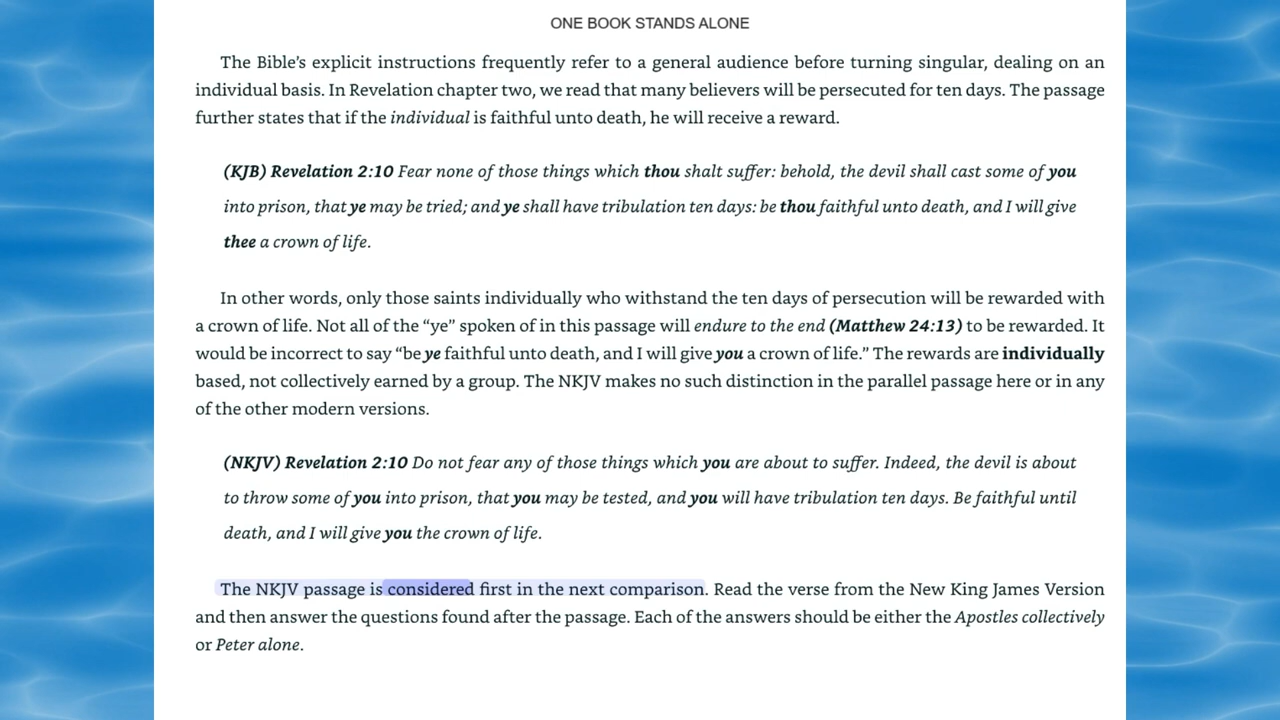 ONE BOOK STANDS ALONE
The Bible’s explicit instructions frequently refer to a general audience before turning singular, dealing on an
individual basis. In Revelation chapter two, we read that many believers will be persecuted for ten days. The passage
further states that if the individual is faithful unto death, he will receive a reward.
(KJB) Revelation 2:10 Fear none of those things which thou shalt suffer: behold, the devil shall cast some of you
into prison, that ye may be tried; and ye shall have tribulation ten days: be thou faithful unto death, and I will give
thee a crown of life.
In other words, only those saints individually who withstand the ten days of persecution will be rewarded with
a crown of life. Not all of the “ye” spoken of in this passage will endure to the end (Matthew 24:13) to be rewarded. It
would be incorrect to say “be ye faithful unto death, and I will give you a crown of life.” The rewards are individually
based, not collectively earned by a group. The NKJV makes no such distinction in the parallel passage here or in any
of the other modern versions.
(NKJV) Revelation 2:10 Do not fear any of those things which you are about to suffer. Indeed, the devil is about
to throw some of you into prison, that you may be tested, and you will have tribulation ten days. Be faithful until
death, and I will give you the crown of life.
The NKJV passage is considered first in the next comparison. Read the verse from the New King James Version
and then answer the questions found after the passage. Each of the answers should be either the Apostles collectively
or Peter alone.